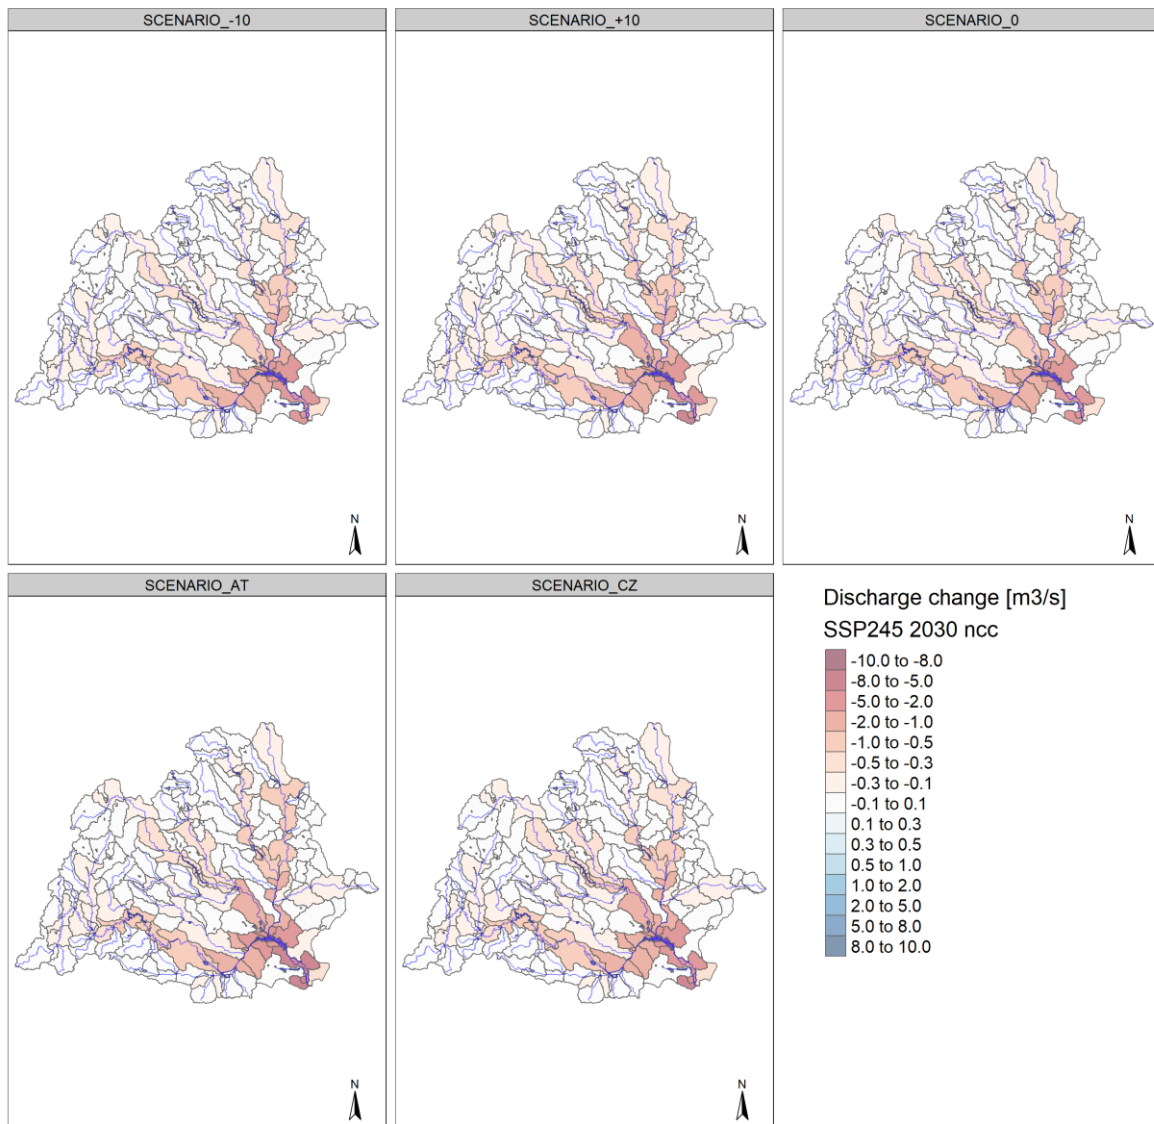 SCENARIO_-10
SCENARIO_+10
SCENARIO_0
N
N
N
SCENARIO_AT
SCENARIO_CZ
Discharge change [m3/s]
SSP245 2030 ncc
-10.0 to -8.0
-8.0 to -5.0
-5.0 to -2.0
-2.0 to -1.0
-1.0 to -0.5
-0.5 to -0.3
-0.3 to -0.1
-0.1 to 0.1
0.1 to 0.3
0.3 to 0.5
0.5 to 1.0
1.0 to 2.0
2.0 to 5.0
5.0 to 8.0
8.0 to 10.0
N
N